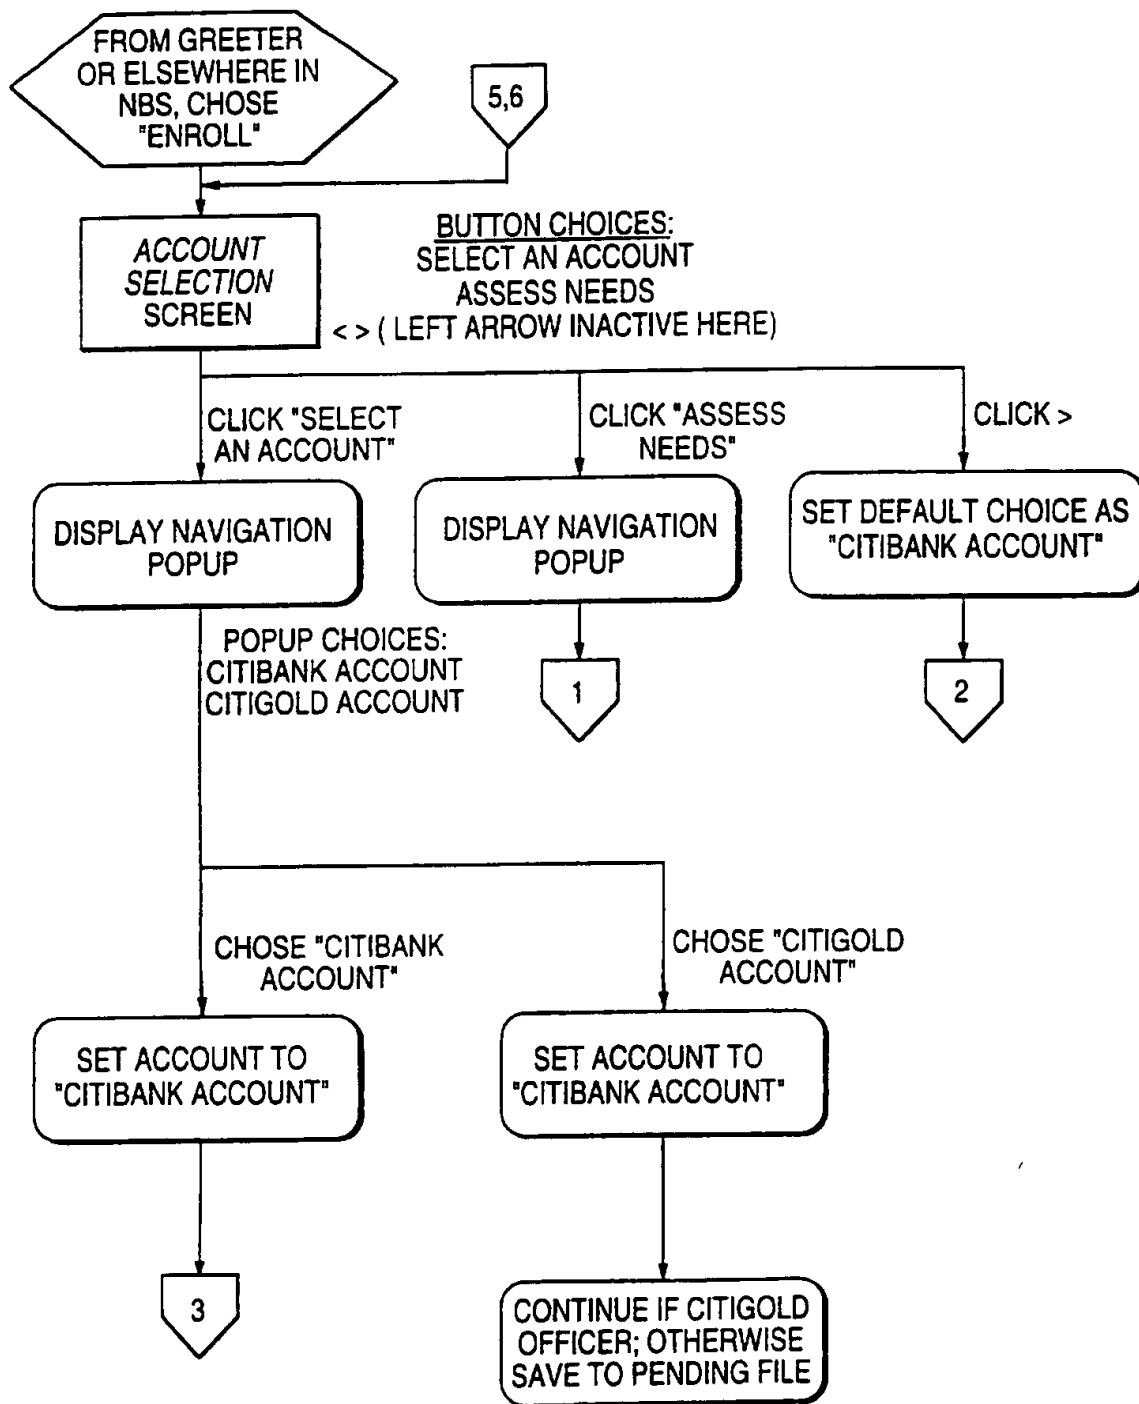 FROM GREETER
OR ELSEWHERE IN
NBS, CHOSE
"ENROLL"
5,6
ACCOUNT
SELECTION
SCREEN
BUTTON CHOICES:
SELECT AN ACCOUNT
ASSESS NEEDS
< > ( LEFT ARROW INACTIVE HERE)
CLICK "SELECT
AN ACCOUNT"
CLICK "ASSESS
NEEDS"
CLICK >
DISPLAY NAVIGATION
POPUP
DISPLAY NAVIGATION
POPUP
SET DEFAULT CHOICE AS
"CITIBANK ACCOUNT"
POPUP CHOICES:
CITIBANK ACCOUNT
CITIGOLD ACCOUNT
1
2
CHOSE "CITIBANK
ACCOUNT"
CHOSE "CITIGOLD
ACCOUNT"
SET ACCOUNT TO
"CITIBANK ACCOUNT"
SET ACCOUNT TO
"CITIBANK ACCOUNT"
3
CONTINUE IF CITIGOLD
OFFICER; OTHERWISE
SAVE TO PENDING FILE